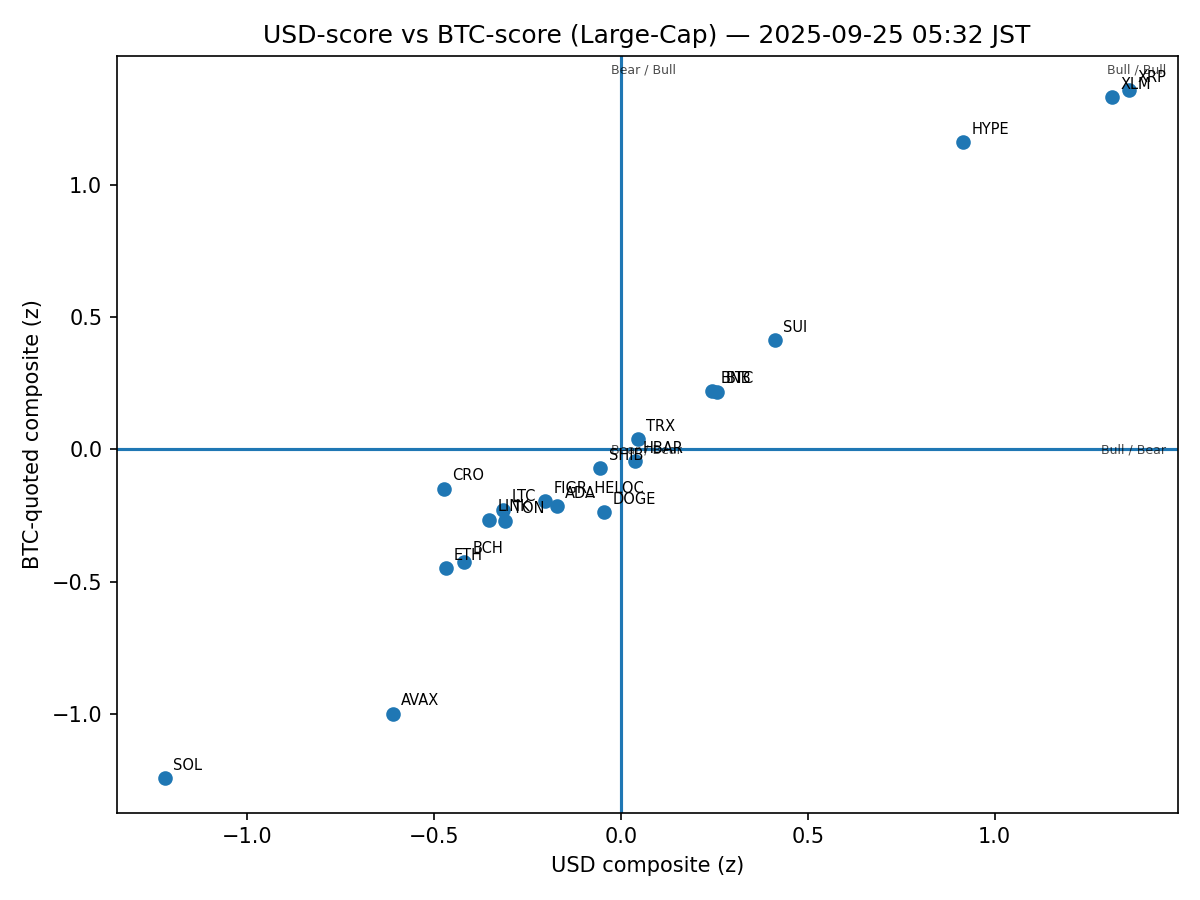 USD-score vs BTC-score (Large-Cap) — 2025-09-25 05:32 JST
Bear / Bull
Bull / Bull
XRP
XLM
HYPE
1.0
0.5
SUI
BNB
BTC
TRX
HBAR
0.0
Bull / Bear
SHIB
CRO
FIGR_HELOC
ADA
LTC
DOGE
LINK
TON
BCH
ETH
−0.5
AVAX
−1.0
SOL
−1.0
−0.5
0.0
0.5
1.0
USD composite (z)
BTC-quoted composite (z)